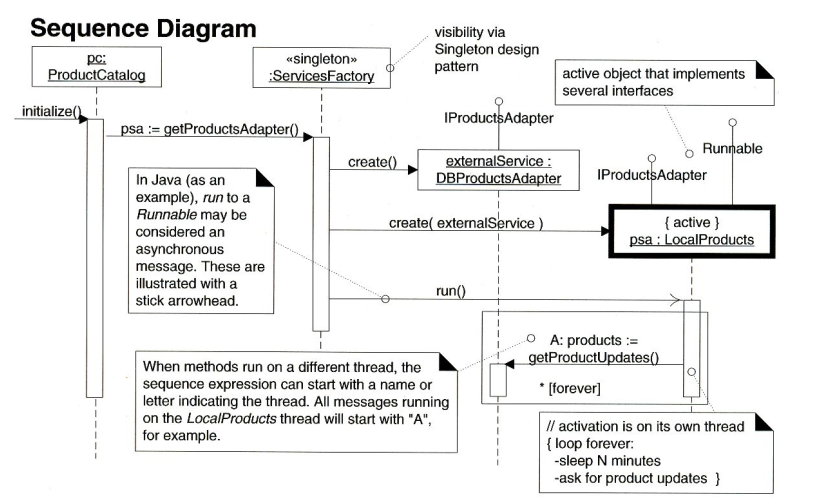 Sequence Diagram
pc:
ProductCatalog
«singleton»
:ServicesFactory
visibility via
Singleton design
pattern
active object that implements
several interfaces
initialize()
psa := getProductsAdapter()
IProductsAdapter
Runnable
create()
externalService :
DBProductsAdapter
IProductsAdapter
In Java (as an
example), run to a
Runnable may be
considered an
asynchronous
message. These are
illustrated with a
stick arrowhead.
create( externalService )
{ active }
psa : LocalProducts
run()
A: products :=
getProductUpdates()
* [forever]
When methods run on a different thread, the
sequence expression can start with a name or
letter indicating the thread. All messages running
on the LocalProducts thread will start with "A",
for example.
// activation is on its own thread
{ loop forever:
-sleep N minutes
-ask for product updates }